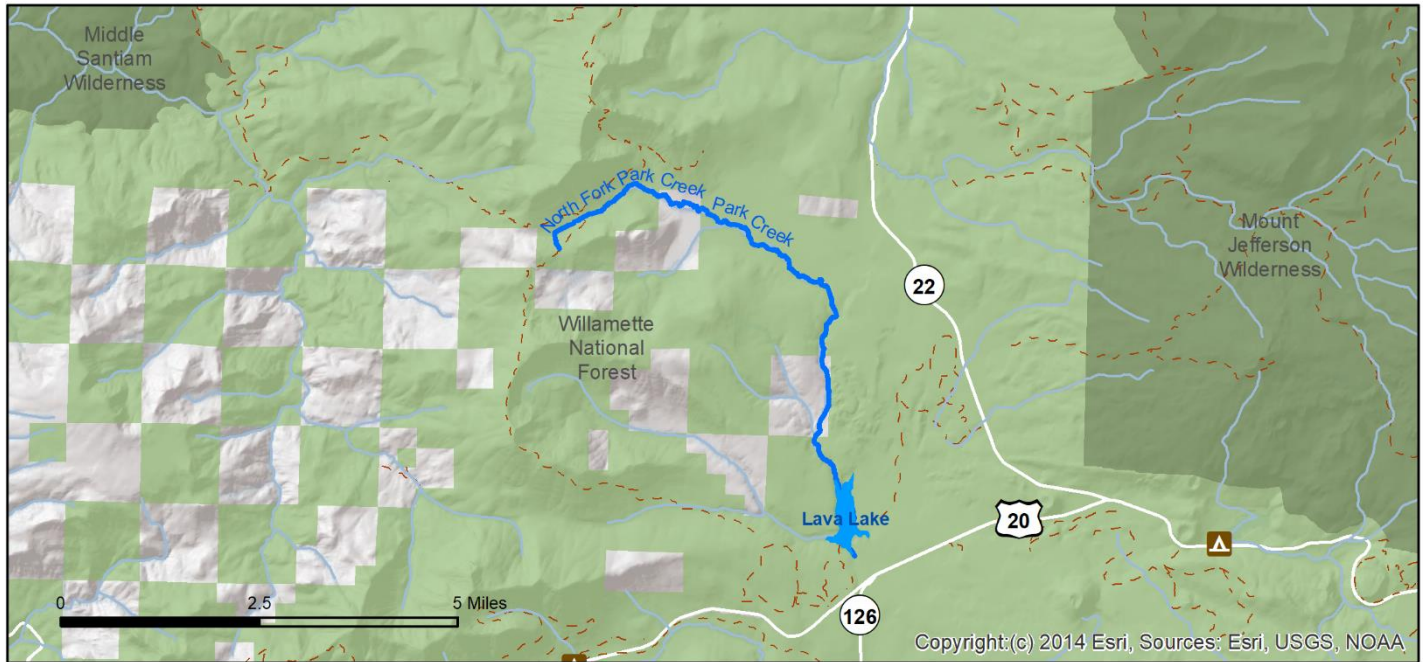 Middle
Santiam
Wilderness
North Fork Park Creek Park Creek
22
Mount
Jefferson
Wilderness
Willamette
National
Forest
Lava Lake
20
126
0 2.5 5 Miles
Copyright:(c) 2014 Esri, Sources: Esri, USGS, NOAA